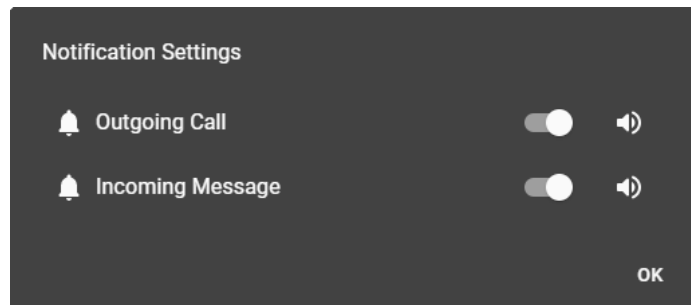 Notification Settings
Outgoing Call
Incoming Message
OK